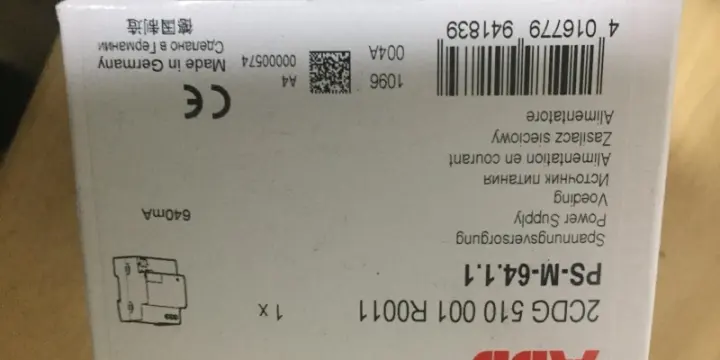 ABB
2CDG 510 001 R0011
PS-M-64.1.1
1 x
Spannungsversorgung
Power Supply
Voeding
Источник питания
Alimentation en courant
Zasilacz sieciowy
Alimentatore
640mA
4 016779 941839
1096
004A
A4
00000574
CE
Made in Germany
Сделано в Германии
德国制造